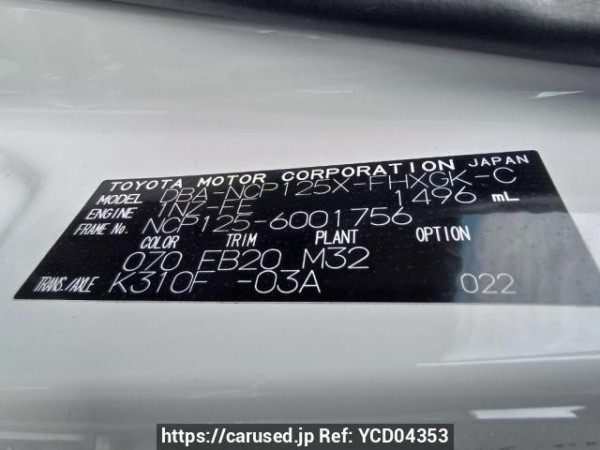 TOYOTA MOTOR CORPORATION JAPAN
MODEL DBA-NCP125X-FHXGK-C
ENGINE 1NZ-FE 1496 mL
FRAME No. NCP125-6001756
COLOR TRIM PLANT OPTION
070 FB20 M32
TRANS./AXLE K310F -03A 022
https://carused.jp Ref: YCD04353